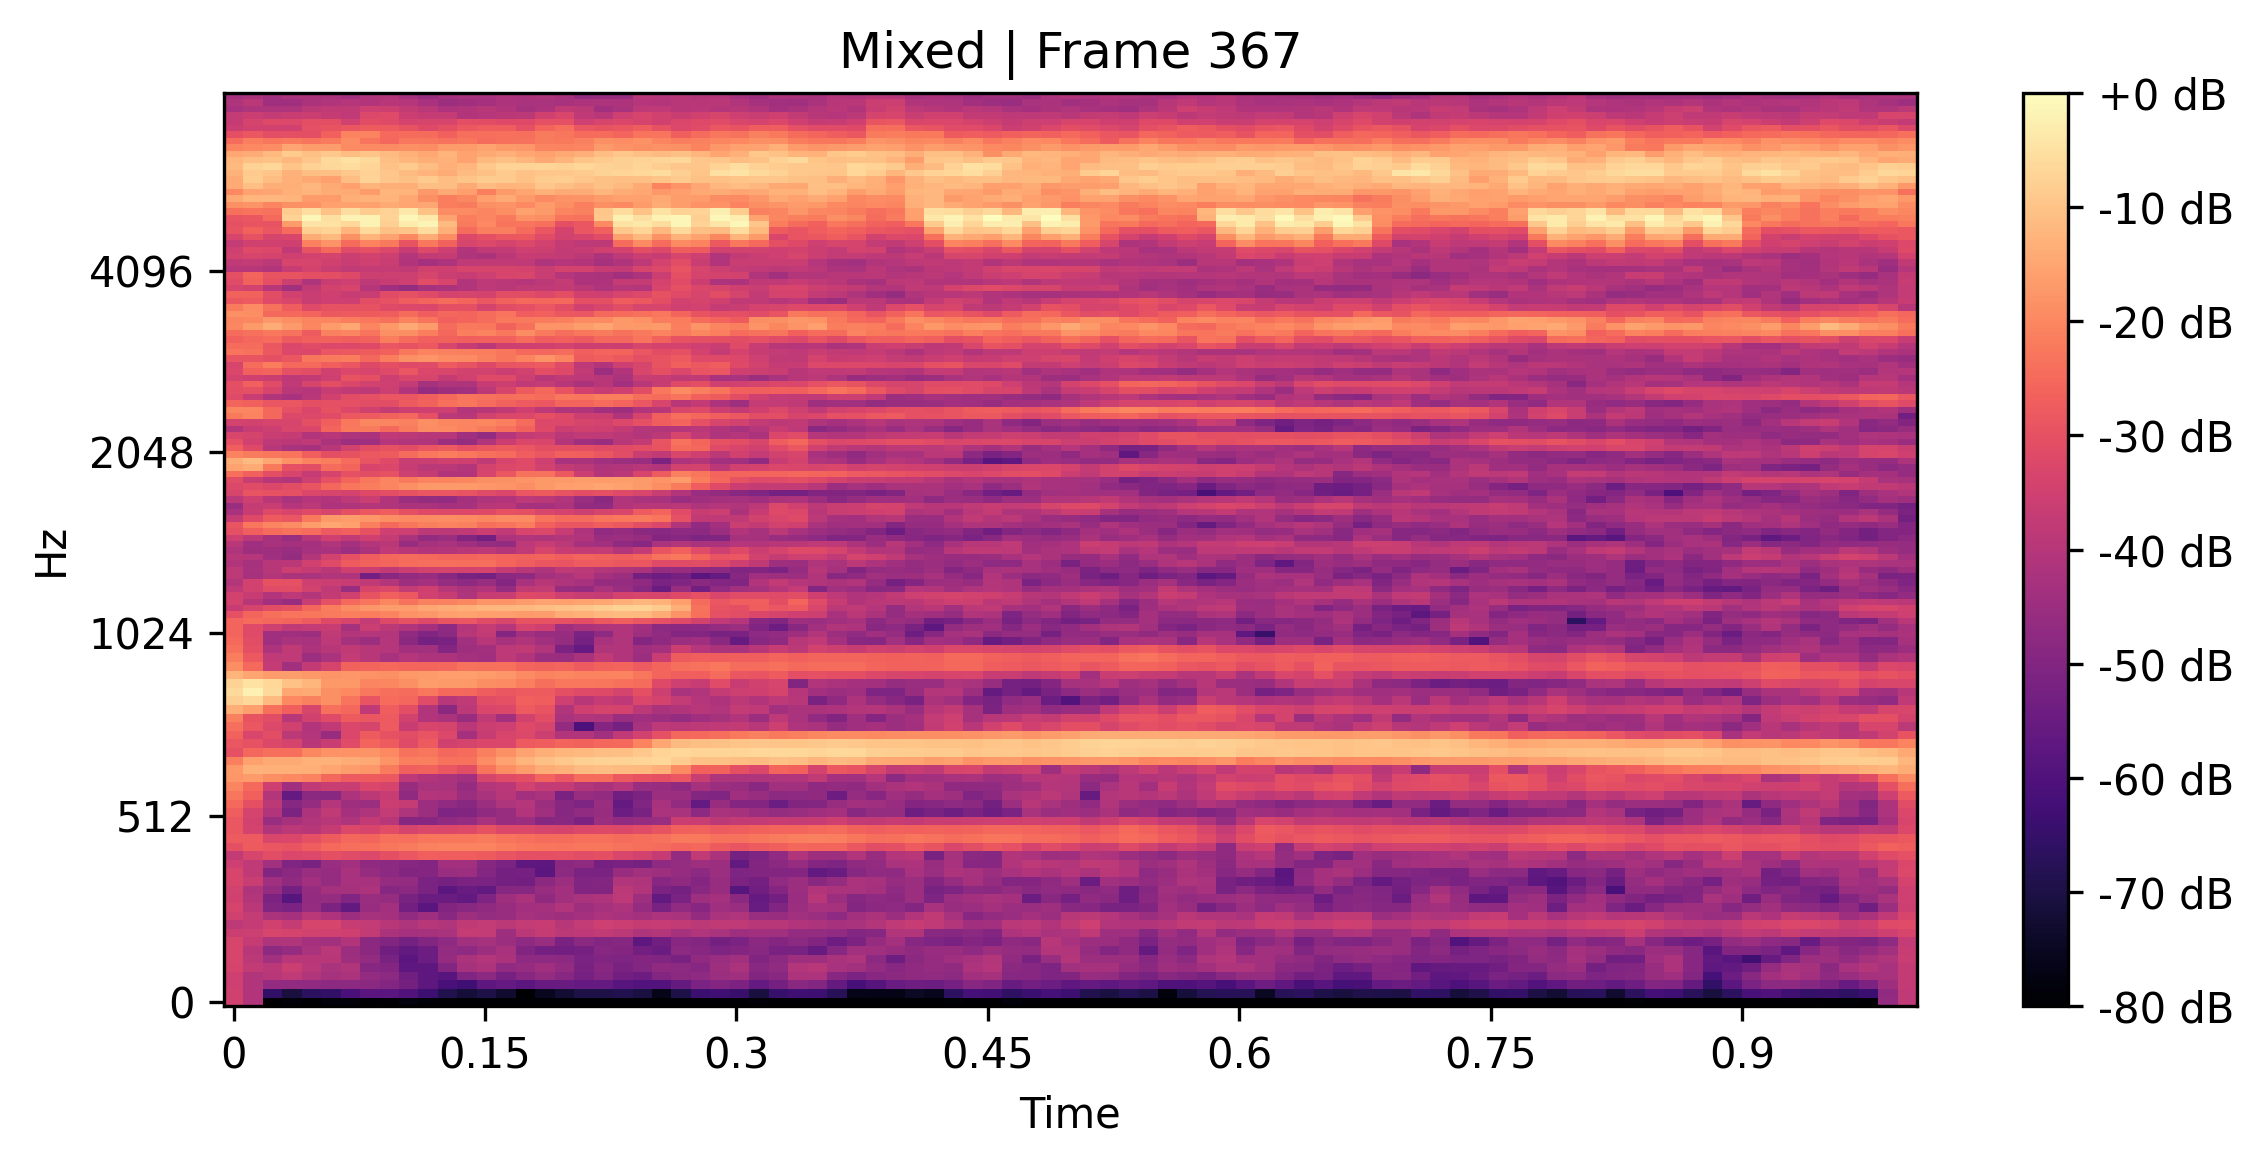 Mixed | Frame 367
+0 dB
-10 dB
-20 dB
-30 dB
-40 dB
-50 dB
-60 dB
-70 dB
-80 dB
Hz
4096
2048
1024
512
0
0 0.15 0.3 0.45 0.6 0.75 0.9
Time